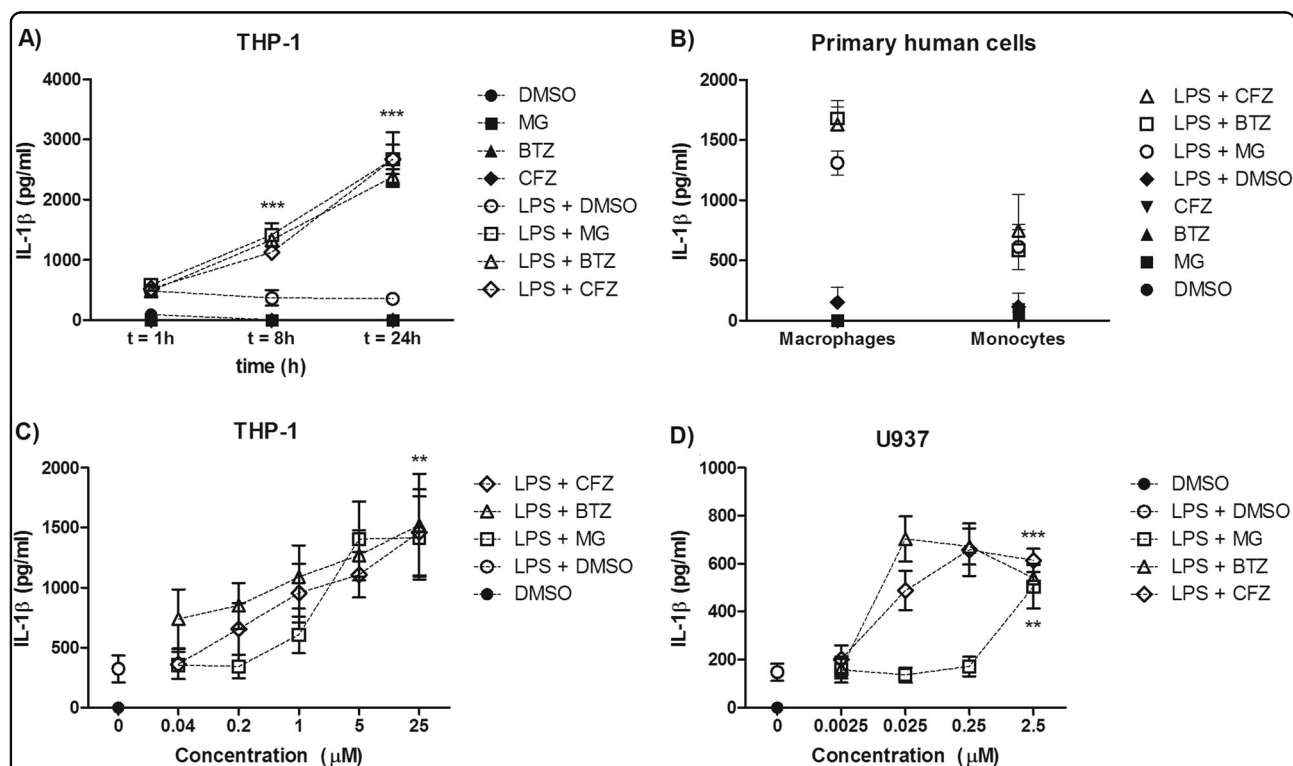 A)
THP-1
IL-1β (pg/ml)
4000
3000
2000
1000
0
***
***
t = 1h
t = 8h
t = 24h
time (h)
DMSO
MG
BTZ
CFZ
LPS + DMSO
LPS + MG
LPS + BTZ
LPS + CFZ
B)
Primary human cells
IL-1β (pg/ml)
2000
1500
1000
500
0
Macrophages
Monocytes
LPS + CFZ
LPS + BTZ
LPS + MG
LPS + DMSO
CFZ
BTZ
MG
DMSO
C)
THP-1
IL-1β (pg/ml)
2000
1500
1000
500
0
**
0
0.04
0.2
1
5
25
Concentration (μM)
LPS + CFZ
LPS + BTZ
LPS + MG
LPS + DMSO
DMSO
D)
U937
IL-1β (pg/ml)
1000
800
600
400
200
0
***
**
0
0.0025
0.025
0.25
2.5
Concentration (μM)
DMSO
LPS + DMSO
LPS + MG
LPS + BTZ
LPS + CFZ